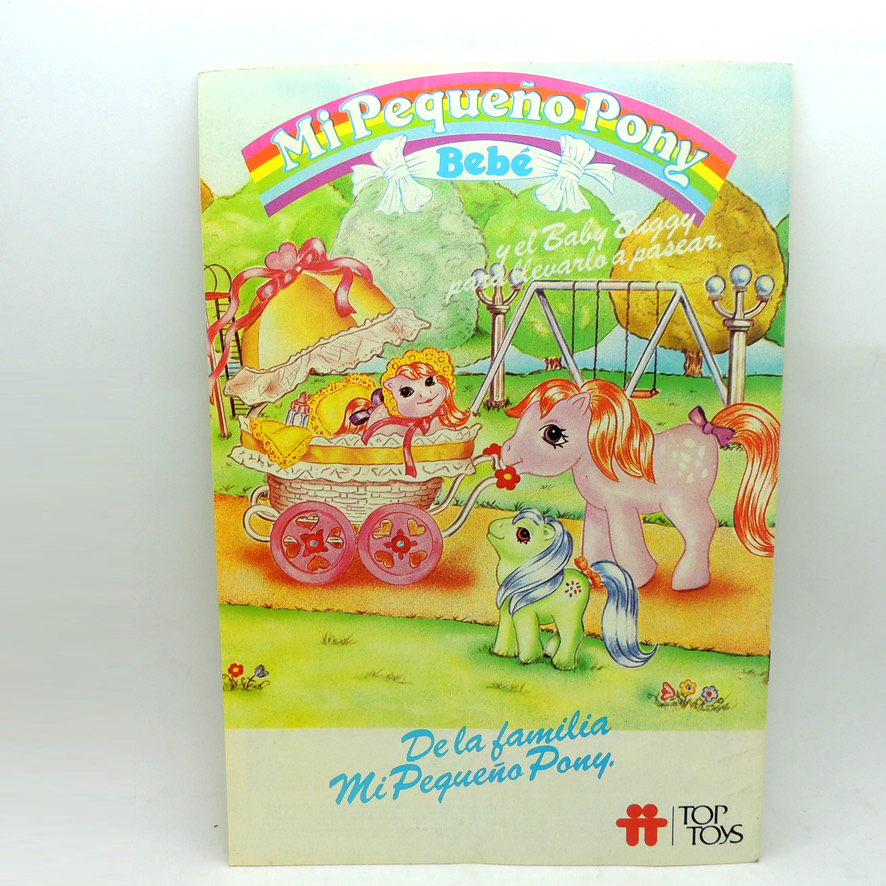 Mi Pequeño Pony
Bebé
y el Baby Buggy
para llevarlo a pasear.
De la familia
Mi Pequeño Pony.
TOP
TOYS